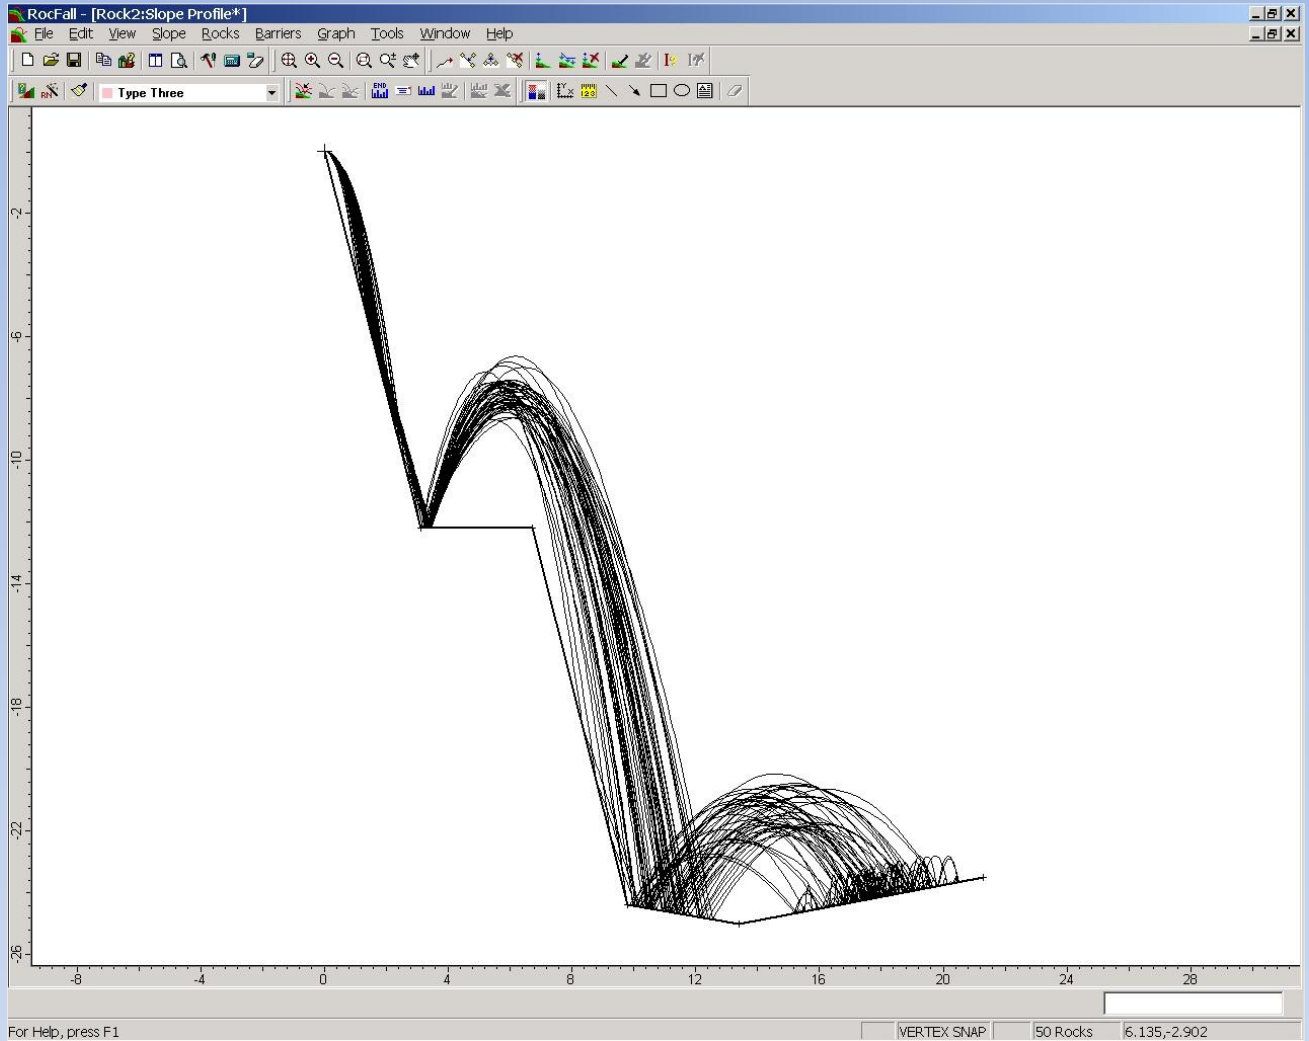 RocFall - [Rock2:Slope Profile*]
File Edit View Slope Rocks Barriers Graph Tools Window Help
Type Three
END
123
-2
-6
-10
-14
-18
-22
-26
-8 -4 0 4 8 12 16 20 24 28
For Help, press F1 VERTEX SNAP 50 Rocks 6.135,-2.902